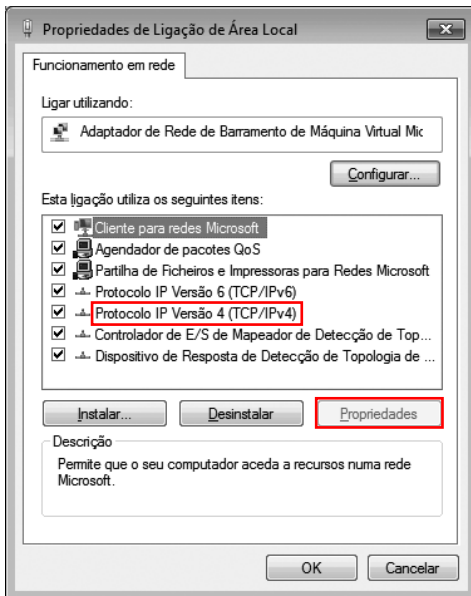 Propriedades de Ligação de Área Local
Funcionamento em rede
Ligar utilizando:
Adaptador de Rede de Barramento de Máquina Virtual Mic
Configurar...
Esta ligação utiliza os seguintes itens:
Cliente para redes Microsoft
Agendador de pacotes QoS
Partilha de Ficheiros e Impressoras para Redes Microsoft
Protocolo IP Versão 6 (TCP/IPv6)
Protocolo IP Versão 4 (TCP/IPv4)
Controlador de E/S de Mapeador de Detecção de Top...
Dispositivo de Resposta de Detecção de Topologia de ...
Instalar... Desinstalar Propriedades
Descrição
Permite que o seu computador aceda a recursos numa rede
Microsoft.
OK Cancelar